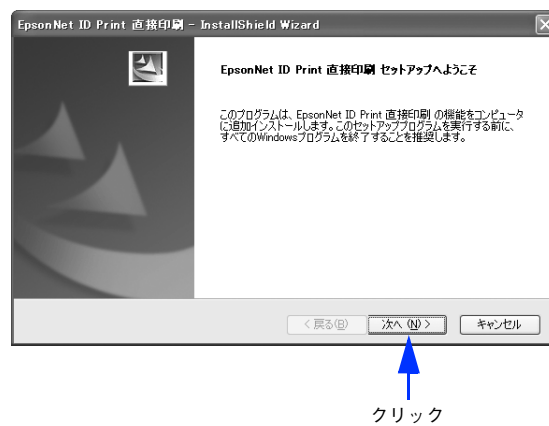 EpsonNet ID Print 直接印刷 - InstallShield Wizard
EpsonNet ID Print 直接印刷 セットアップへようこそ
このプログラムは、EpsonNet ID Print 直接印刷 の機能をコンピュータ
に追加インストールします。このセットアッププログラムを実行する前に、
すべてのWindowsプログラムを終了することを推奨します。
< 戻る(B) 次へ (N) > キャンセル
クリック